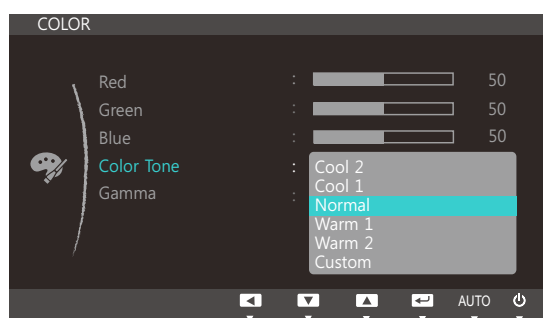 COLOR
Red : 50
Green : 50
Blue : 50
Color Tone : Cool 2
Cool 1
Gamma : Normal
Warm 1
Warm 2
Custom
AUTO